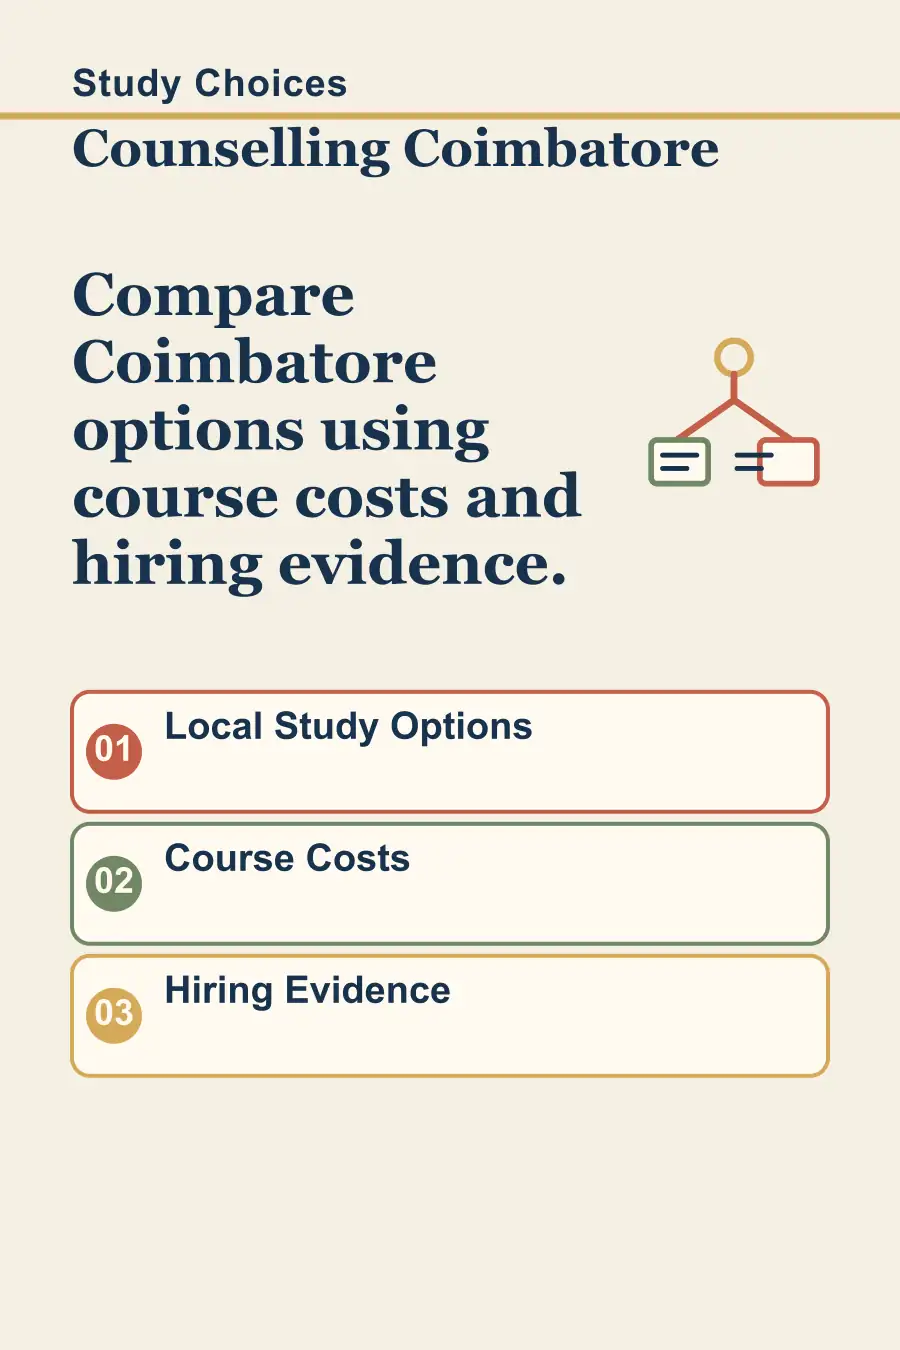 Study Choices
Counselling Coimbatore
Compare
Coimbatore
options using
course costs and
hiring evidence.
01
Local Study Options
02
Course Costs
03
Hiring Evidence